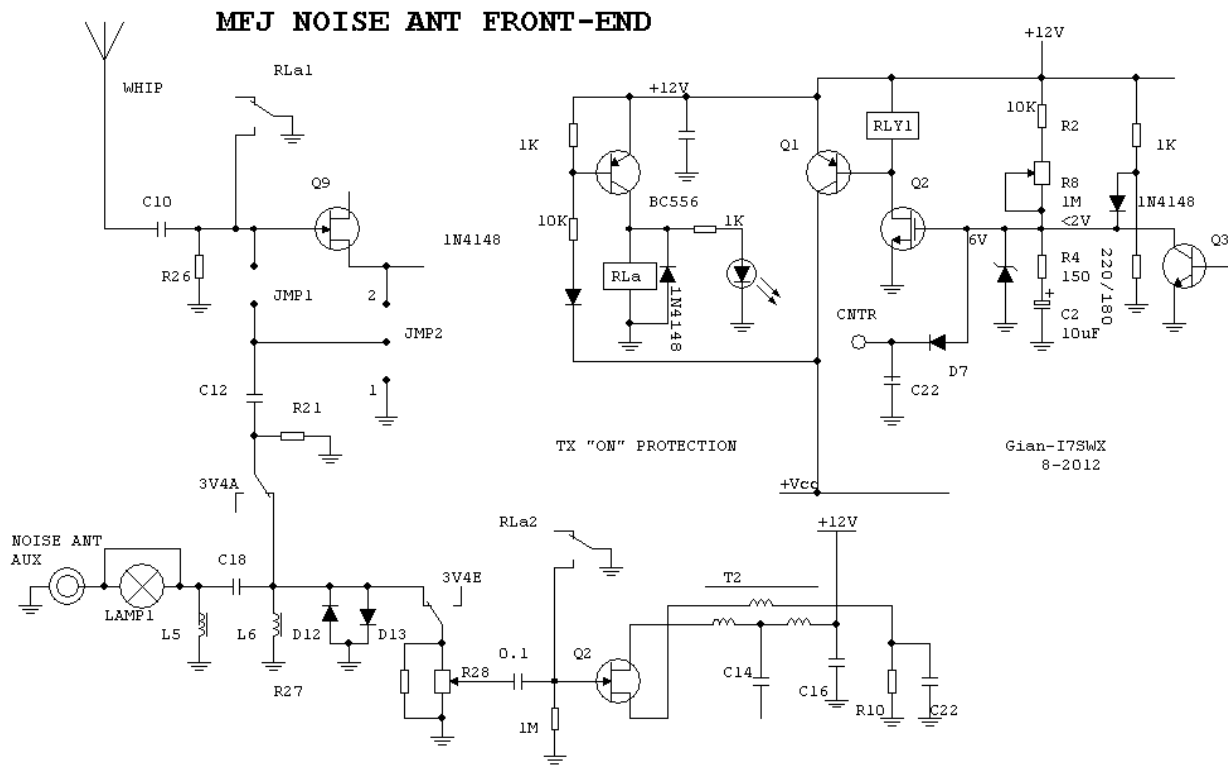 MFJ NOISE ANT FRONT-END
+12V
RLa1
WHIP
+12V
10K
R2
RLY1
1K
Q1
1K
Q9
Q2
R8
1M
<2V
1N4148
C10
BC556
10K
1K
1N4148
6V
Q3
R26
RLa
R4
150
220/180
JMP1
2
1N4148
+
C2
10uF
CNTR
JMP2
D7
C12
1
C22
R21
TX "ON" PROTECTION
Gian-I7SWX
8-2012
3V4A
+Vcc
RLa2
+12V
NOISE ANT
AUX
C18
3V4E
T2
LAMP1
L5
L6
D12
D13
0.1
Q2
R28
C14
C16
R27
1M
R10
C22